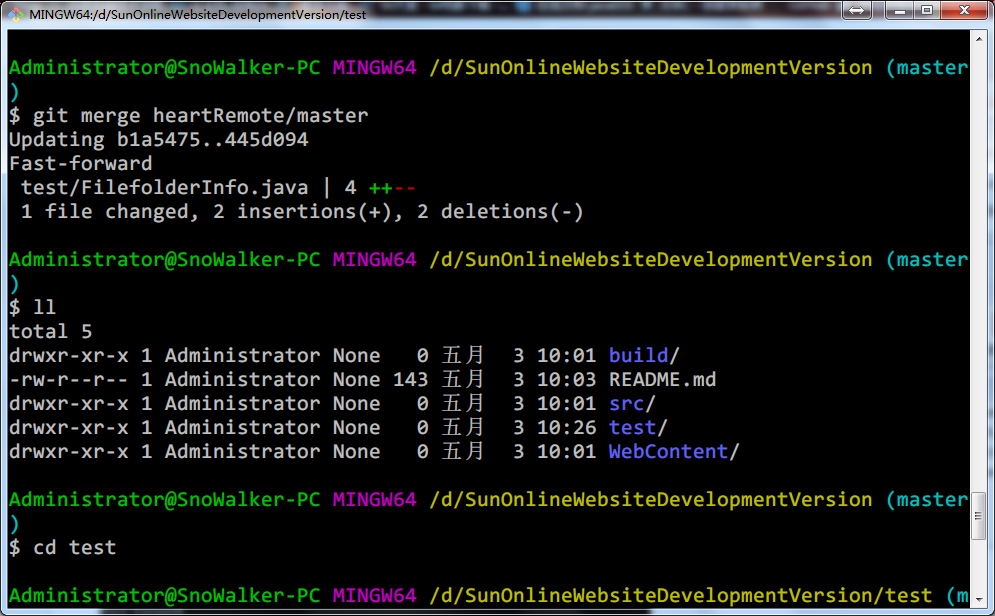 MINGW64:/d/SunOnlineWebsiteDevelopmentVersion/test
Administrator@SnoWalker-PC MINGW64 /d/SunOnlineWebsiteDevelopmentVersion (master
)
$ git merge heartRemote/master
Updating b1a5475..445d094
Fast-forward
 test/FilefolderInfo.java | 4 ++--
 1 file changed, 2 insertions(+), 2 deletions(-)
Administrator@SnoWalker-PC MINGW64 /d/SunOnlineWebsiteDevelopmentVersion (master
)
$ ll
total 5
drwxr-xr-x 1 Administrator None   0 五月  3 10:01 build/
-rw-r--r-- 1 Administrator None 143 五月  3 10:03 README.md
drwxr-xr-x 1 Administrator None   0 五月  3 10:01 src/
drwxr-xr-x 1 Administrator None   0 五月  3 10:26 test/
drwxr-xr-x 1 Administrator None   0 五月  3 10:01 WebContent/
Administrator@SnoWalker-PC MINGW64 /d/SunOnlineWebsiteDevelopmentVersion (master
)
$ cd test
Administrator@SnoWalker-PC MINGW64 /d/SunOnlineWebsiteDevelopmentVersion/test (m